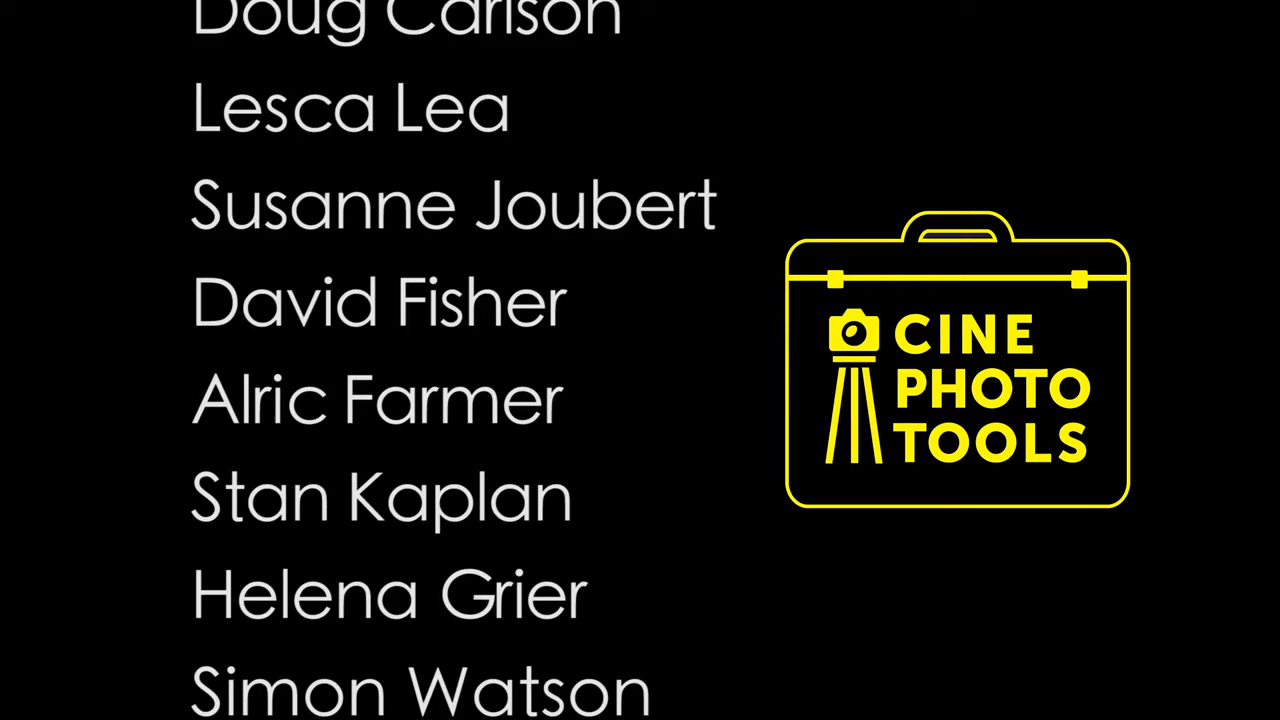 Doug Carlson
Lesca Lea
Susanne Joubert
David Fisher
Alric Farmer
Stan Kaplan
Helena Grier
Simon Watson
CINE
PHOTO
TOOLS